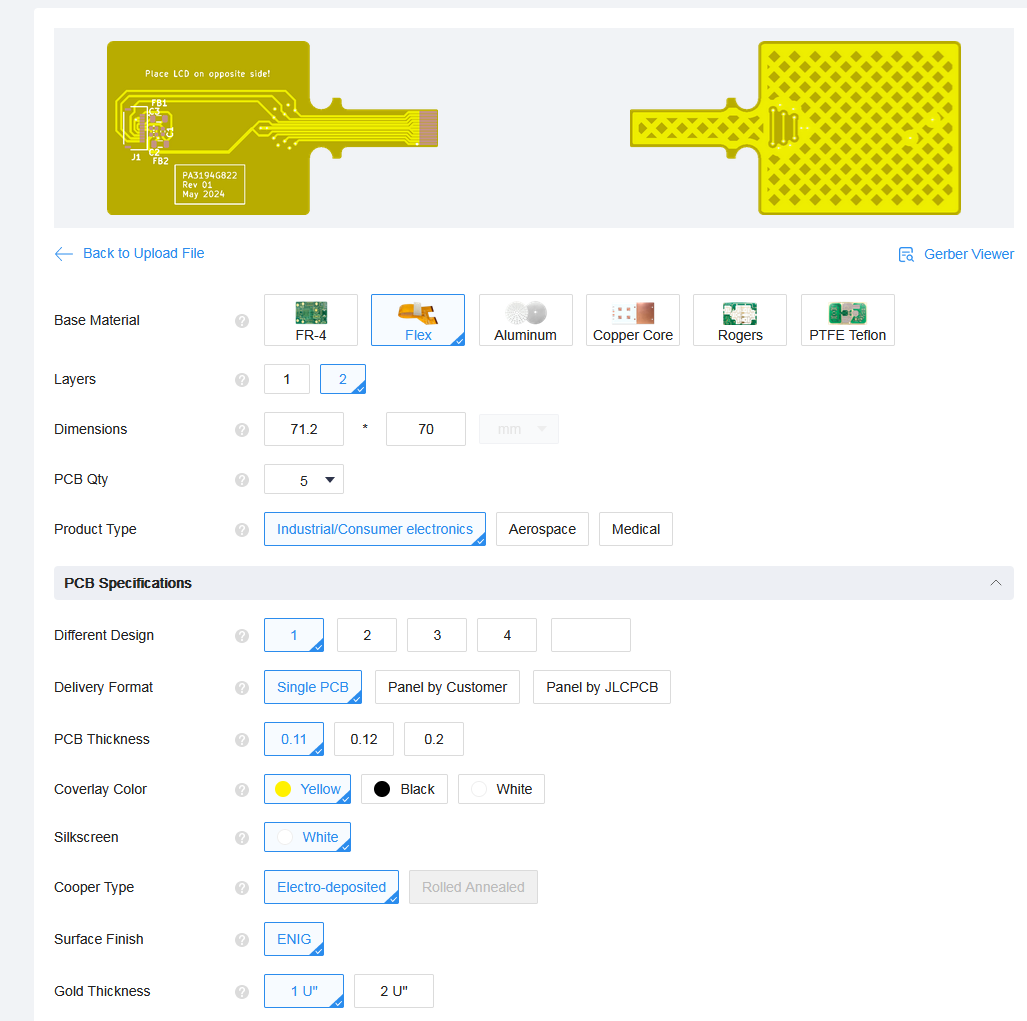 Place LCD on opposite side!
FB1
C3
J1
C2
FB2
PA3194G822
Rev 01
May 2024
Back to Upload File
Gerber Viewer
Base Material ? FR-4 Flex Aluminum Copper Core Rogers PTFE Teflon
Layers ? 1 2
Dimensions ? 71.2 * 70 mm
PCB Qty ? 5
Product Type ? Industrial/Consumer electronics Aerospace Medical
PCB Specifications
Different Design ? 1 2 3 4
Delivery Format ? Single PCB Panel by Customer Panel by JLCPCB
PCB Thickness ? 0.11 0.12 0.2
Coverlay Color ? Yellow Black White
Silkscreen ? White
Cooper Type ? Electro-deposited Rolled Annealed
Surface Finish ? ENIG
Gold Thickness ? 1 U" 2 U"